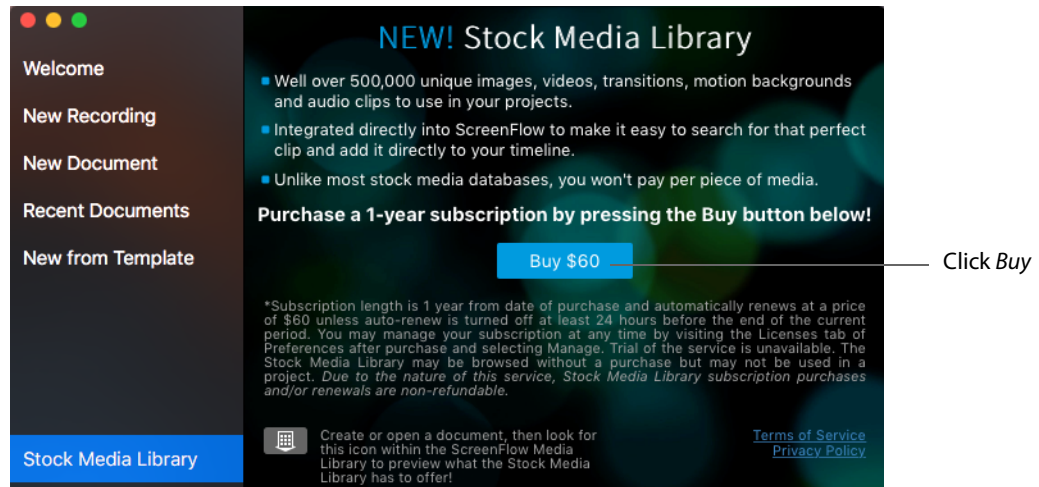 Welcome
New Recording
New Document
Recent Documents
New from Template
Stock Media Library
NEW! Stock Media Library
Well over 500,000 unique images, videos, transitions, motion backgrounds
and audio clips to use in your projects.
Integrated directly into ScreenFlow to make it easy to search for that perfect
clip and add it directly to your timeline.
Unlike most stock media databases, you won't pay per piece of media.
Purchase a 1-year subscription by pressing the Buy button below!
Buy $60
Click Buy
*Subscription length is 1 year from date of purchase and automatically renews at a price
of $60 unless auto-renew is turned off at least 24 hours before the end of the current
period. You may manage your subscription at any time by visiting the Licenses tab of
Preferences after purchase and selecting Manage. Trial of the service is unavailable. The
Stock Media Library may be browsed without a purchase but may not be used in a
project. Due to the nature of this service, Stock Media Library subscription purchases
and/or renewals are non-refundable.
Create or open a document, then look for
this icon within the ScreenFlow Media
Library to preview what the Stock Media
Library has to offer!
Terms of Service
Privacy Policy